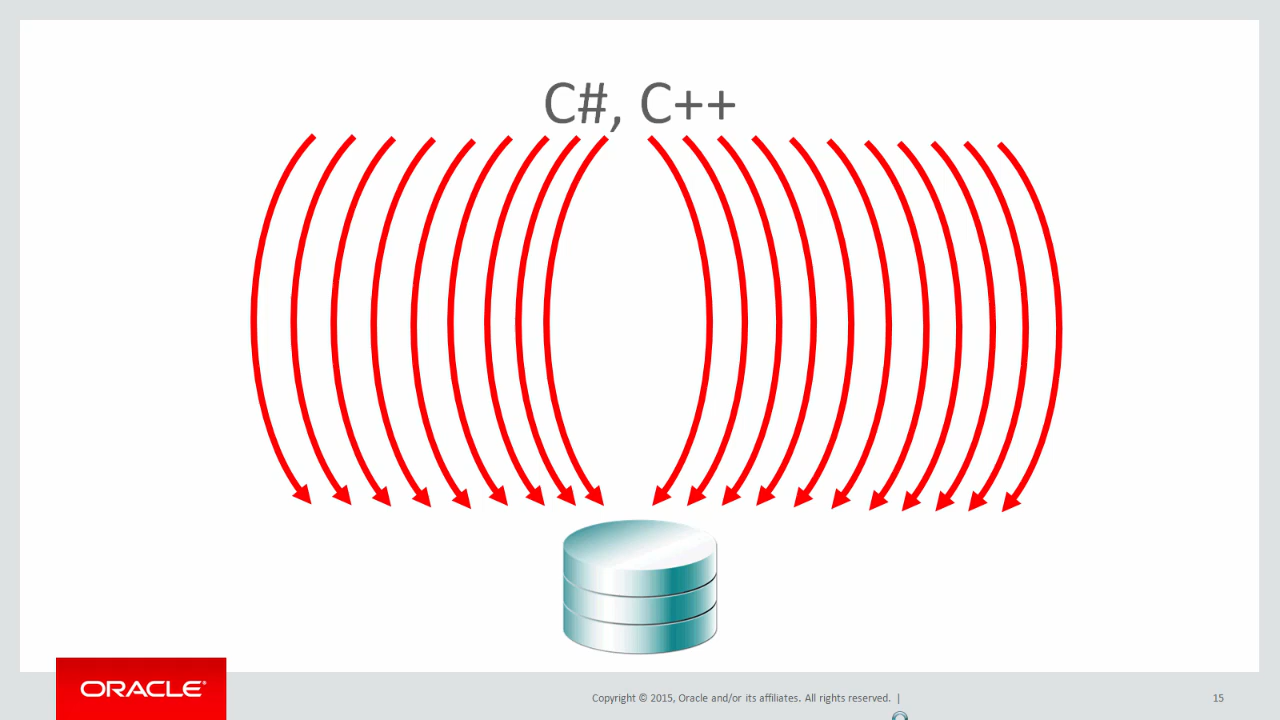 C#, C++
ORACLE®
Copyright © 2015, Oracle and/or its affiliates. All rights reserved. |
15